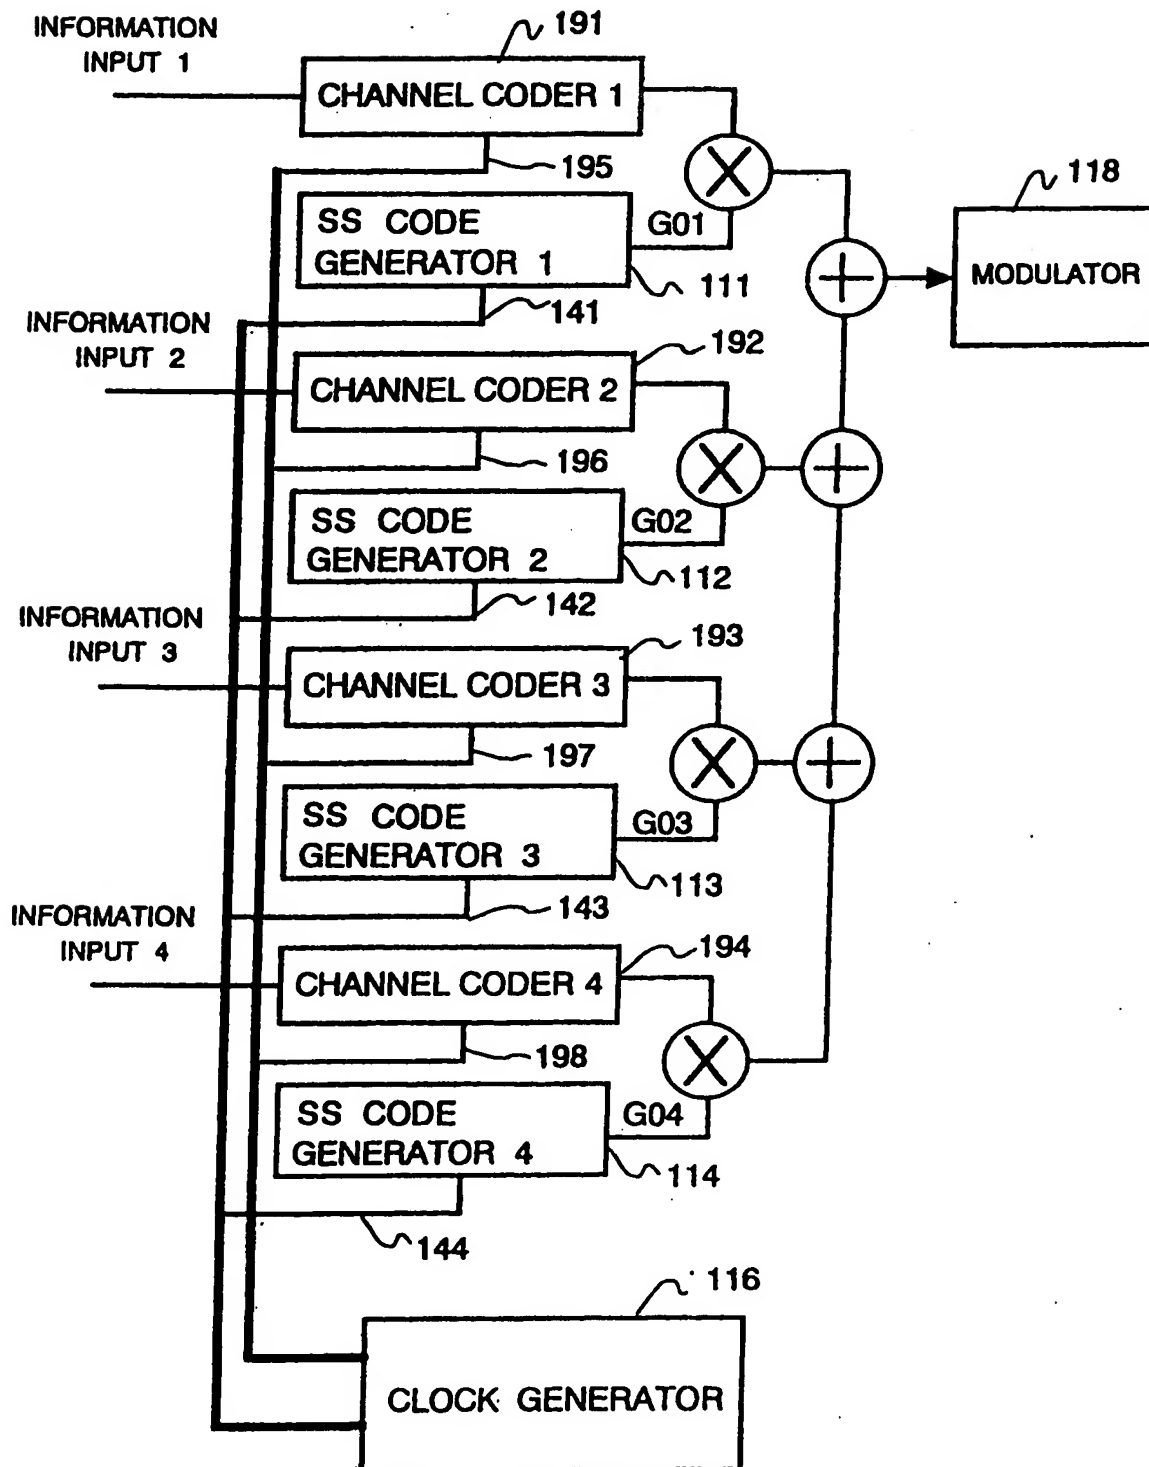 INFORMATION
INPUT 1
191
CHANNEL CODER 1
195
118
SS CODE
GENERATOR 1
G01
111
MODULATOR
141
INFORMATION
INPUT 2
192
CHANNEL CODER 2
196
SS CODE
GENERATOR 2
G02
112
142
INFORMATION
INPUT 3
193
CHANNEL CODER 3
197
SS CODE
GENERATOR 3
G03
113
143
INFORMATION
INPUT 4
194
CHANNEL CODER 4
198
SS CODE
GENERATOR 4
G04
114
144
116
CLOCK GENERATOR